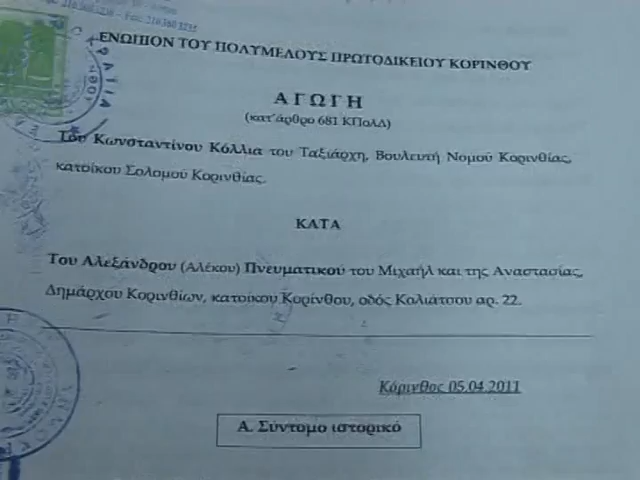 ΕΝΩΠΙΟΝ ΤΟΥ ΠΟΛΥΜΕΛΟΥΣ ΠΡΩΤΟΔΙΚΕΙΟΥ ΚΟΡΙΝΘΟΥ
ΑΓΩΓΗ
(κατ΄άρθρο 681 ΚΠολΔ)
Του Κωνσταντίνου Κόλλια του Ταξιάρχη, Βουλευτή Νομού Κορινθίας,
κατοίκου Σολομού Κορινθίας.
ΚΑΤΑ
Του Αλεξάνδρου (Αλέκου) Πνευματικού του Μιχαήλ και της Αναστασίας,
Δημάρχου Κορινθίων, κατοίκου Κορίνθου, οδός Κολιάτσου αρ. 22.
Κόρινθος 05.04.2011
Α. Σύντομο ιστορικό